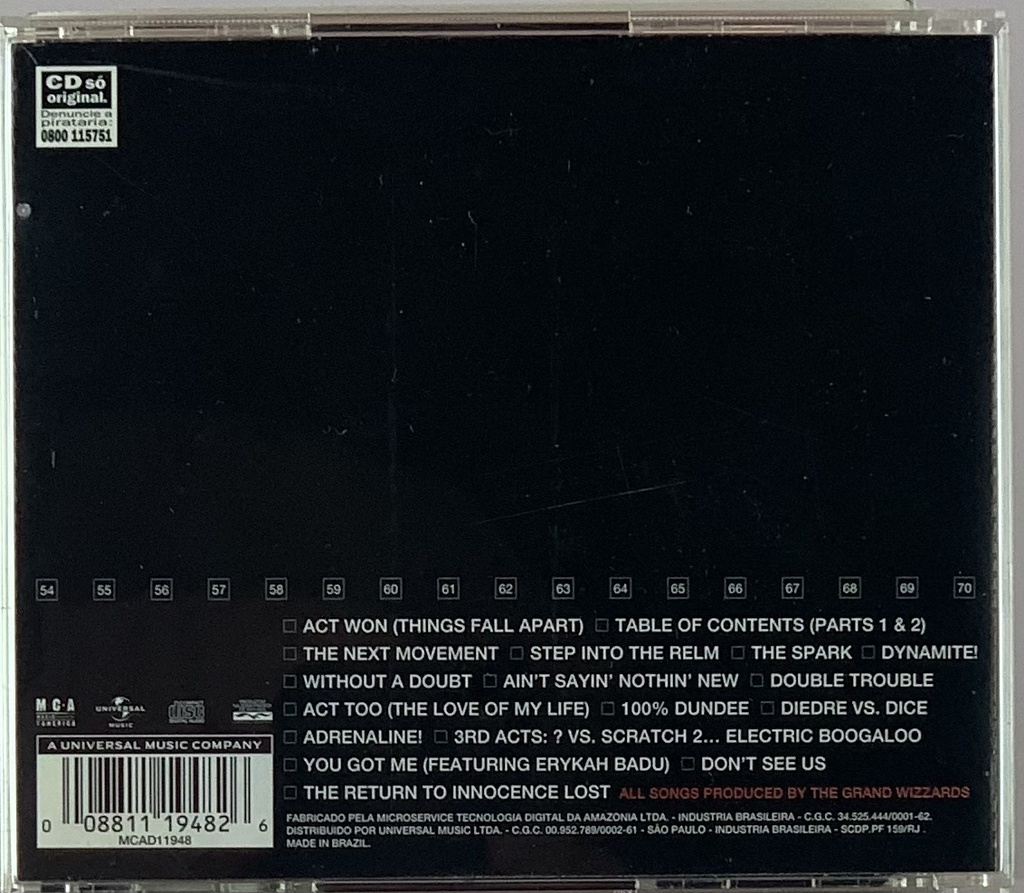 CD só
original.
Denuncie a
pirataria:
0800 115751
54 55 56 57 58 59 60 61 62 63 64 65 66 67 68 69 70
□ ACT WON (THINGS FALL APART) □ TABLE OF CONTENTS (PARTS 1 & 2)
□ THE NEXT MOVEMENT □ STEP INTO THE RELM □ THE SPARK □ DYNAMITE!
□ WITHOUT A DOUBT □ AIN'T SAYIN' NOTHIN' NEW □ DOUBLE TROUBLE
□ ACT TOO (THE LOVE OF MY LIFE) □ 100% DUNDEE □ DIEDRE VS. DICE
□ ADRENALINE! □ 3RD ACTS: ? VS. SCRATCH 2... ELECTRIC BOOGALOO
□ YOU GOT ME (FEATURING ERYKAH BADU) □ DON'T SEE US
□ THE RETURN TO INNOCENCE LOST ALL SONGS PRODUCED BY THE GRAND WIZZARDS
FABRICADO PELA MICROSERVICE TECNOLOGIA DIGITAL DA AMAZONIA LTDA. - INDUSTRIA BRASILEIRA - C.G.C. 34.525.444/0001-62.
DISTRIBUIDO POR UNIVERSAL MUSIC LTDA. - C.G.C. 00.952.789/0002-61 - SÃO PAULO - INDUSTRIA BRASILEIRA - SCDP.PF 159/RJ.
MADE IN BRAZIL.
MCA
UNIVERSAL
MUSIC
disc
A UNIVERSAL MUSIC COMPANY
0 08811 19482 6
MCAD11948